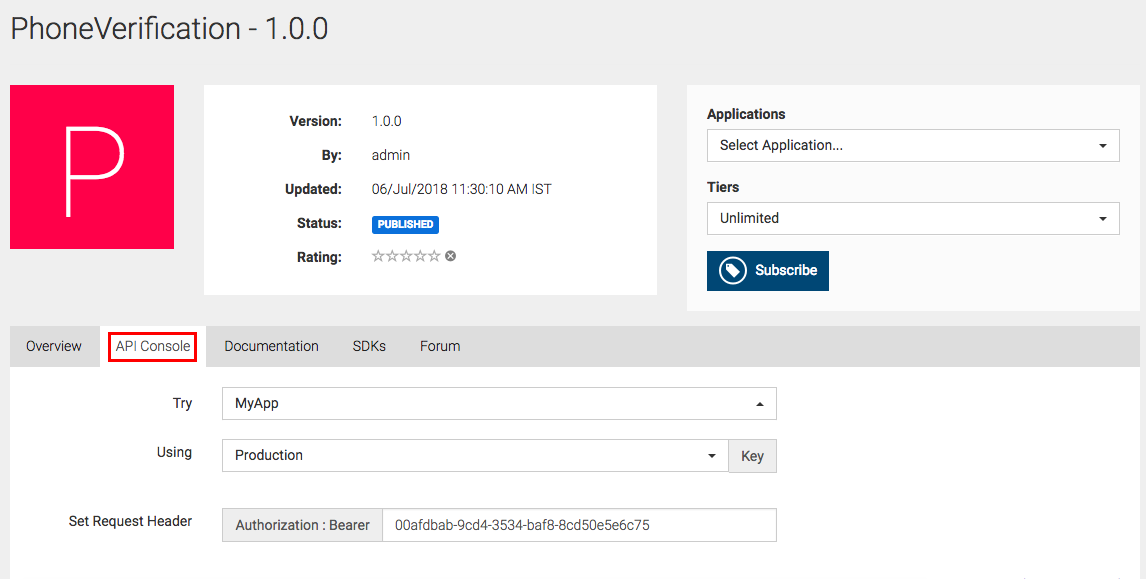 PhoneVerification - 1.0.0
P
Version: 1.0.0
By: admin
Updated: 06/Jul/2018 11:30:10 AM IST
Status: PUBLISHED
Rating:
Applications
Select Application...
Tiers
Unlimited
Subscribe
Overview API Console Documentation SDKs Forum
Try MyApp
Using Production Key
Set Request Header Authorization : Bearer 00afdbab-9cd4-3534-baf8-8cd50e5e6c75